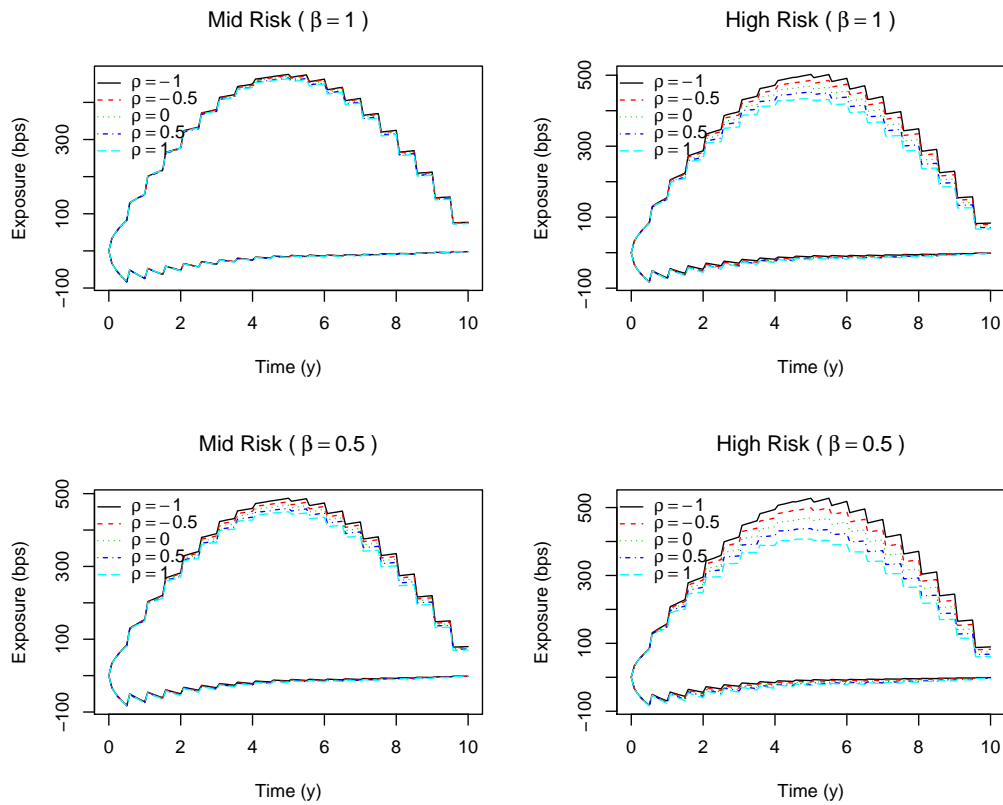 Mid Risk ( β = 1 )
Exposure (bps)
−100
100
300
ρ = −1
ρ = −0.5
ρ = 0
ρ = 0.5
ρ = 1
0 2 4 6 8 10
Time (y)
High Risk ( β = 1 )
Exposure (bps)
−100
100
300
500
ρ = −1
ρ = −0.5
ρ = 0
ρ = 0.5
ρ = 1
0 2 4 6 8 10
Time (y)
Mid Risk ( β = 0.5 )
Exposure (bps)
−100
100
300
500
ρ = −1
ρ = −0.5
ρ = 0
ρ = 0.5
ρ = 1
0 2 4 6 8 10
Time (y)
High Risk ( β = 0.5 )
Exposure (bps)
−100
100
300
500
ρ = −1
ρ = −0.5
ρ = 0
ρ = 0.5
ρ = 1
0 2 4 6 8 10
Time (y)